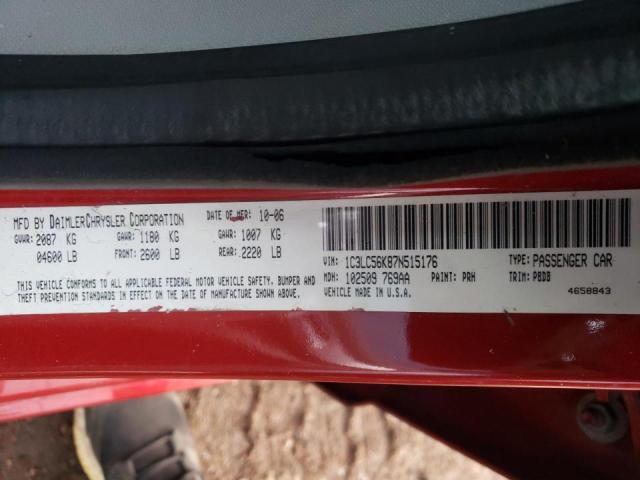 MFD BY DAIMLERCHRYSLER CORPORATION DATE OF MFR: 10-06
GVWR: 2087 KG GAWR: 1180 KG GAWR: 1007 KG
04600 LB FRONT: 2600 LB REAR: 2220 LB
THIS VEHICLE CONFORMS TO ALL APPLICABLE FEDERAL MOTOR VEHICLE SAFETY, BUMPER AND
THEFT PREVENTION STANDARDS IN EFFECT ON THE DATE OF MANUFACTURE SHOWN ABOVE.
VIN: 1C3LC56K87N515176 TYPE: PASSENGER CAR
MDH: 102509 769AA PAINT: PRH TRIM: PBDB
VEHICLE MADE IN U.S.A. 4658843